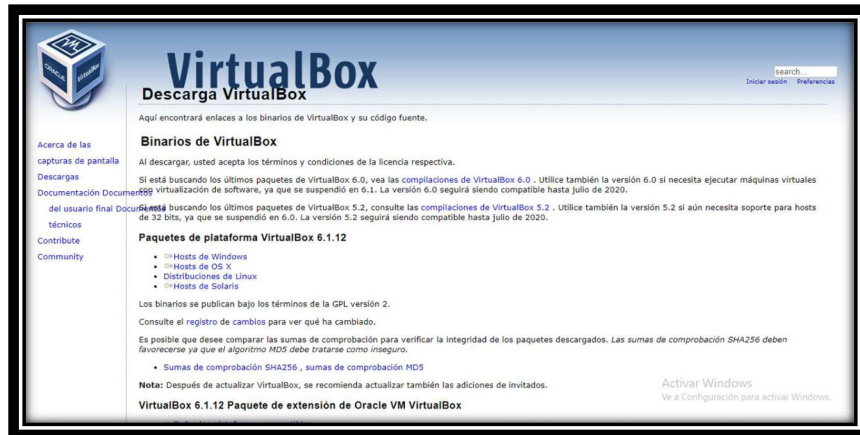 VirtualBox
search...
Iniciar sesión Preferencias
Descarga VirtualBox
Aquí encontrará enlaces a los binarios de VirtualBox y su código fuente.
Acerca de las
capturas de pantalla
Descargas
Documentación Documentos
del usuario final Documentos
técnicos
Contribute
Community
Binarios de VirtualBox
Al descargar, usted acepta los términos y condiciones de la licencia respectiva.
Si está buscando los últimos paquetes de VirtualBox 6.0, vea las compilaciones de VirtualBox 6.0 . Utilice también la versión 6.0 si necesita ejecutar máquinas virtuales
con virtualización de software, ya que se suspendió en 6.1. La versión 6.0 seguirá siendo compatible hasta julio de 2020.
Si está buscando los últimos paquetes de VirtualBox 5.2, consulte las compilaciones de VirtualBox 5.2 . Utilice también la versión 5.2 si aún necesita soporte para hosts
de 32 bits, ya que se suspendió en 6.0. La versión 5.2 seguirá siendo compatible hasta julio de 2020.
Paquetes de plataforma VirtualBox 6.1.12
Hosts de Windows
Hosts de OS X
Distribuciones de Linux
Hosts de Solaris
Los binarios se publican bajo los términos de la GPL versión 2.
Consulte el registro de cambios para ver qué ha cambiado.
Es posible que desee comparar las sumas de comprobación para verificar la integridad de los paquetes descargados. Las sumas de comprobación SHA256 deben
favorecerse ya que el algoritmo MD5 debe tratarse como inseguro.
Sumas de comprobación SHA256 , sumas de comprobación MD5
Nota: Después de actualizar VirtualBox, se recomienda actualizar también las adiciones de invitados.
VirtualBox 6.1.12 Paquete de extensión de Oracle VM VirtualBox
Activar Windows
Ve a Configuración para activar Windows.